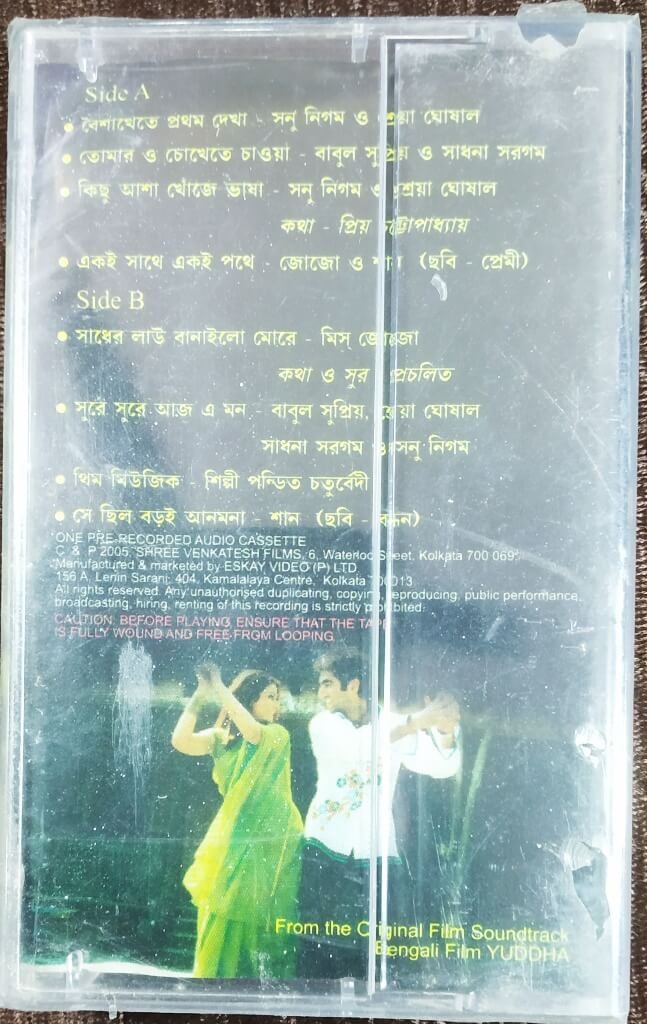 Side A
• বৈশাখেতে প্রথম দেখা - সনু নিগম ও শ্রেয়া ঘোষাল
• তোমার ও চোখেতে চাওয়া - বাবুল সুপ্রিয় ও সাধনা সরগম
• কিছু আশা খোঁজে ভাষা - সনু নিগম ও শ্রেয়া ঘোষাল
কথা - প্রিয় চট্টোপাধ্যায়
• একই সাথে একই পথে - জোজো ও শান (ছবি - প্রেমী)
Side B
• সাধের লাউ বানাইলো মোরে - মিস্ জোজো
কথা ও সুর প্রচলিত
• সুরে সুরে আজ এ মন - বাবুল সুপ্রিয়, শ্রেয়া ঘোষাল
সাধনা সরগম ও সনু নিগম
• থিম মিউজিক - শিল্পী পন্ডিত চতুর্বেদী
• সে ছিল বড়ই আনমনা - শান (ছবি - বন্ধন)
ONE PRE-RECORDED AUDIO CASSETTE
C & P 2005, SHREE VENKATESH FILMS, 6, Waterloo Street, Kolkata 700 069.
Manufactured & marketed by ESKAY VIDEO (P) LTD.
156 A, Lenin Sarani, 404, Kamalalaya Centre, Kolkata 700013
All rights reserved. Any unauthorised duplicating, copying, reproducing, public performance,
broadcasting, hiring, renting of this recording is strictly prohibited.
CAUTION: BEFORE PLAYING, ENSURE THAT THE TAPE
IS FULLY WOUND AND FREE FROM LOOPING.
From the Original Film Soundtrack
Bengali Film YUDDHA